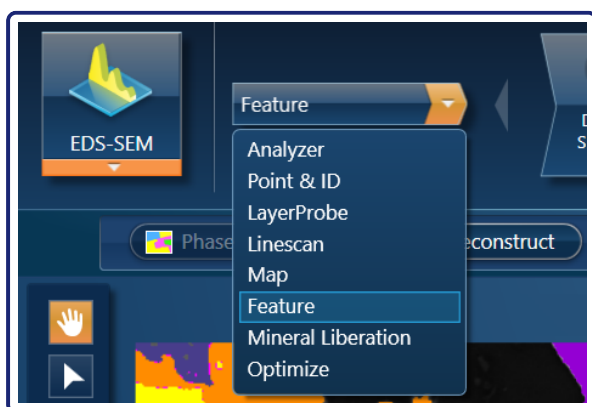 EDS-SEM
Feature
D
S
Analyzer
Point & ID
LayerProbe
Linescan
Map
Feature
Mineral Liberation
Optimize
Phase
econstruct